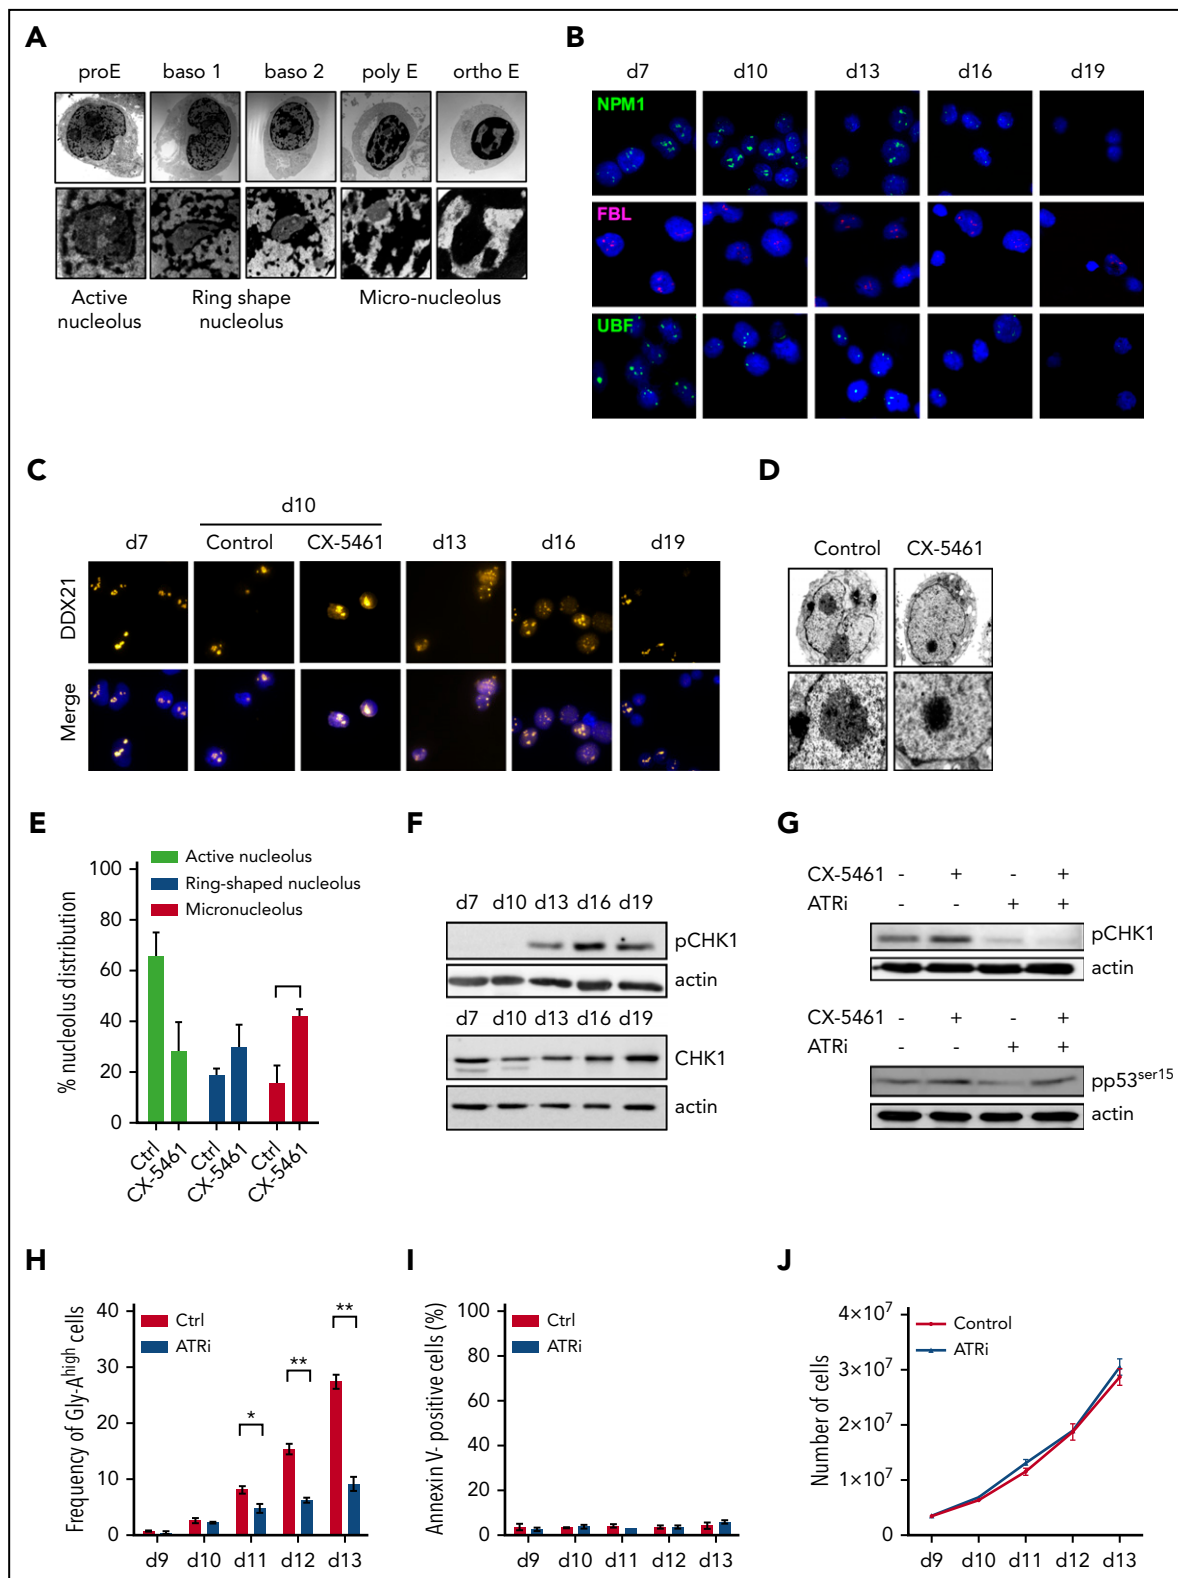 A
proE baso 1 baso 2 poly E ortho E
Active nucleolus
Ring shape nucleolus
Micro-nucleolus
B
d7 d10 d13 d16 d19
NPM1
FBL
UBF
C
d10
d7 Control CX-5461 d13 d16 d19
DDX21
Merge
D
Control CX-5461
E
% nucleolus distribution
100
80
60
40
20
0
Active nucleolus
Ring-shaped nucleolus
Micronucleolus
Ctrl CX-5461 Ctrl CX-5461 Ctrl CX-5461
F
d7 d10 d13 d16 d19
pCHK1
actin
d7 d10 d13 d16 d19
CHK1
actin
G
CX-5461 - + - +
ATRi - - + +
pCHK1
actin
CX-5461 - + - +
ATRi - - + +
pp53ser15
actin
H
Frequency of Gly-Ahigh cells
40
30
20
10
0
Ctrl
ATRi
* ** **
d9 d10 d11 d12 d13
I
Annexin V- positive cells (%)
100
80
60
40
20
0
Ctrl
ATRi
d9 d10 d11 d12 d13
J
Number of cells
4×10⁷
3×10⁷
2×10⁷
1×10⁷
0
Control
ATRi
d9 d10 d11 d12 d13